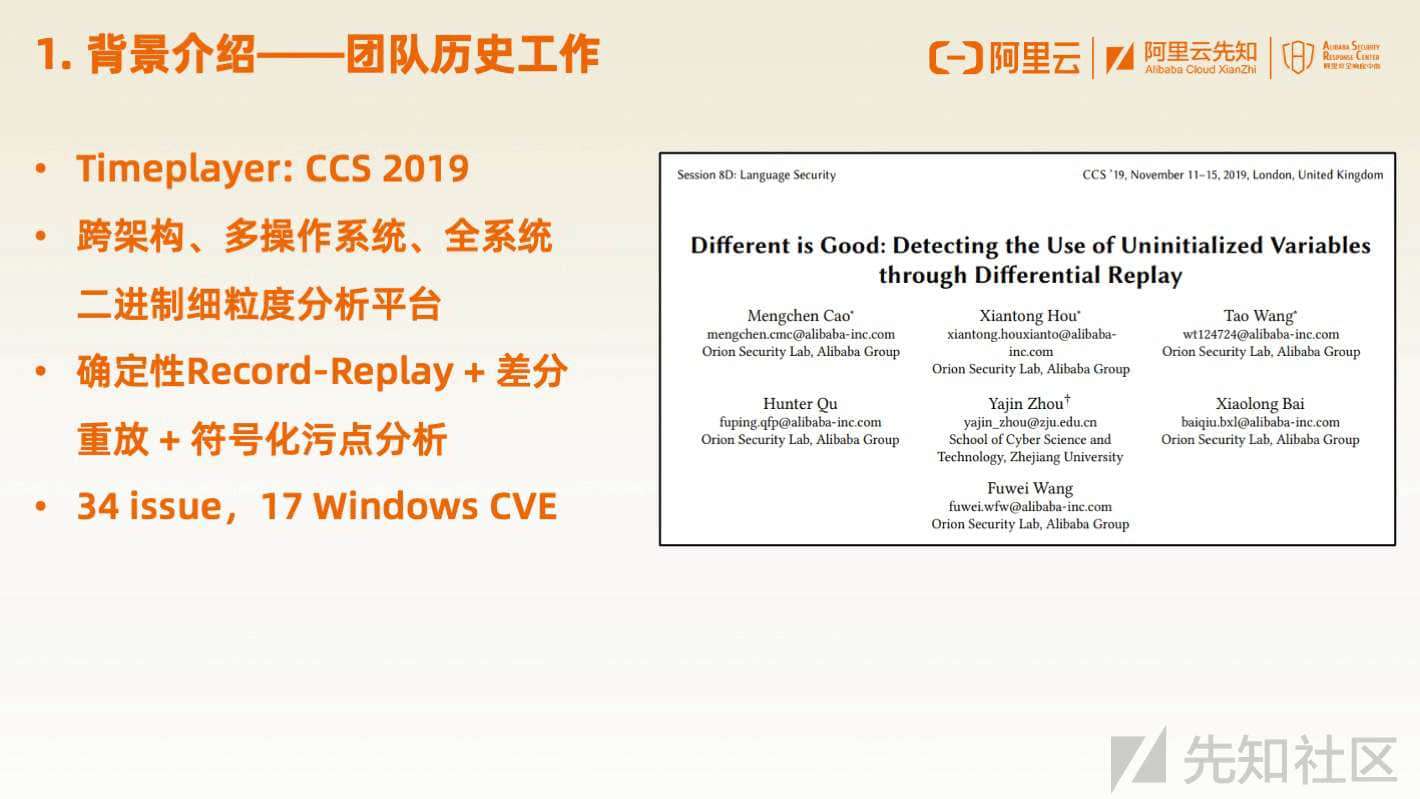 1. 背景介绍——团队历史工作
阿里云
阿里云先知
Alibaba Cloud XianZhi
ALIBABA SECURITY
RESPONSE CENTER
阿里安全响应中心
• Timeplayer: CCS 2019
• 跨架构、多操作系统、全系统
二进制细粒度分析平台
• 确定性Record-Replay + 差分
重放 + 符号化污点分析
• 34 issue，17 Windows CVE
Session 8D: Language Security
CCS ’19, November 11–15, 2019, London, United Kingdom
Different is Good: Detecting the Use of Uninitialized Variables
through Differential Replay
Mengchen Cao*
mengchen.cmc@alibaba-inc.com
Orion Security Lab, Alibaba Group
Xiantong Hou*
xiantong.houxianto@alibaba-
inc.com
Orion Security Lab, Alibaba Group
Tao Wang*
wt124724@alibaba-inc.com
Orion Security Lab, Alibaba Group
Hunter Qu
fuping.qfp@alibaba-inc.com
Orion Security Lab, Alibaba Group
Yajin Zhou†
yajin_zhou@zju.edu.cn
School of Cyber Science and
Technology, Zhejiang University
Xiaolong Bai
baiqiu.bxl@alibaba-inc.com
Orion Security Lab, Alibaba Group
Fuwei Wang
fuwei.wfw@alibaba-inc.com
Orion Security Lab, Alibaba Group
先知社区